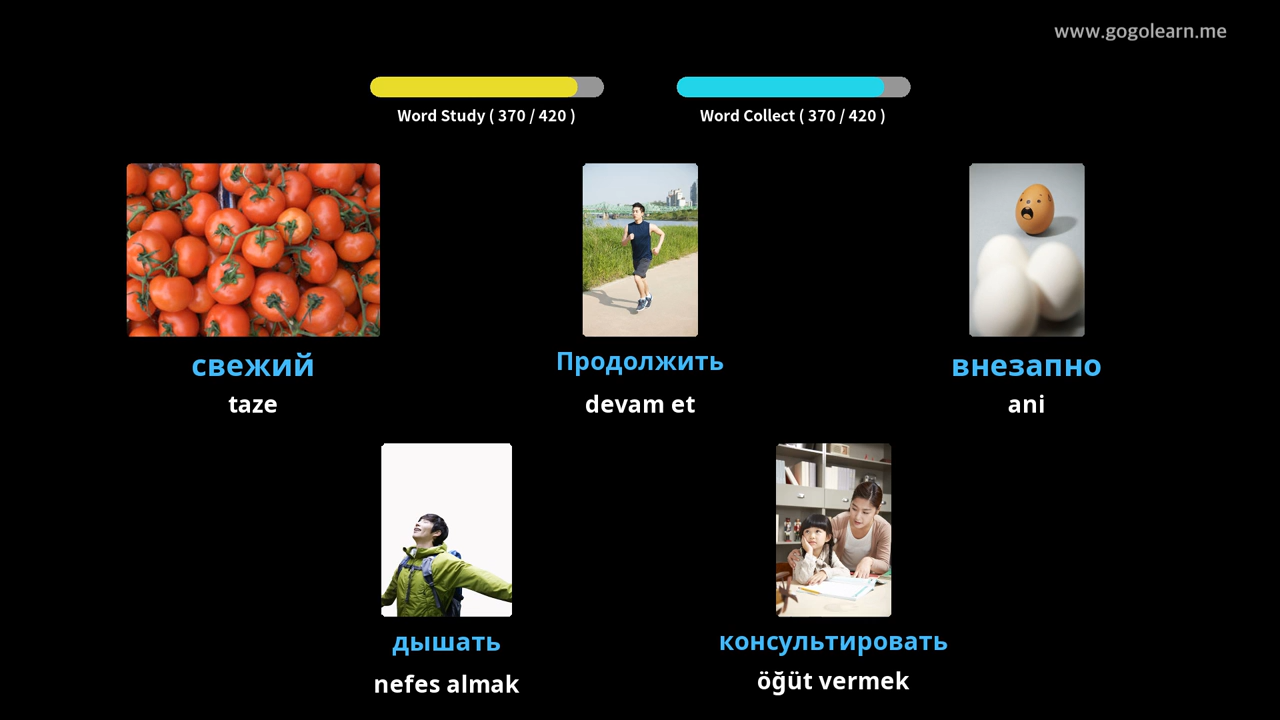 www.gogolearn.me
Word Study ( 370 / 420 )
Word Collect ( 370 / 420 )
свежий
taze
Продолжить
devam et
внезапно
ani
дышать
nefes almak
консультировать
öğüt vermek